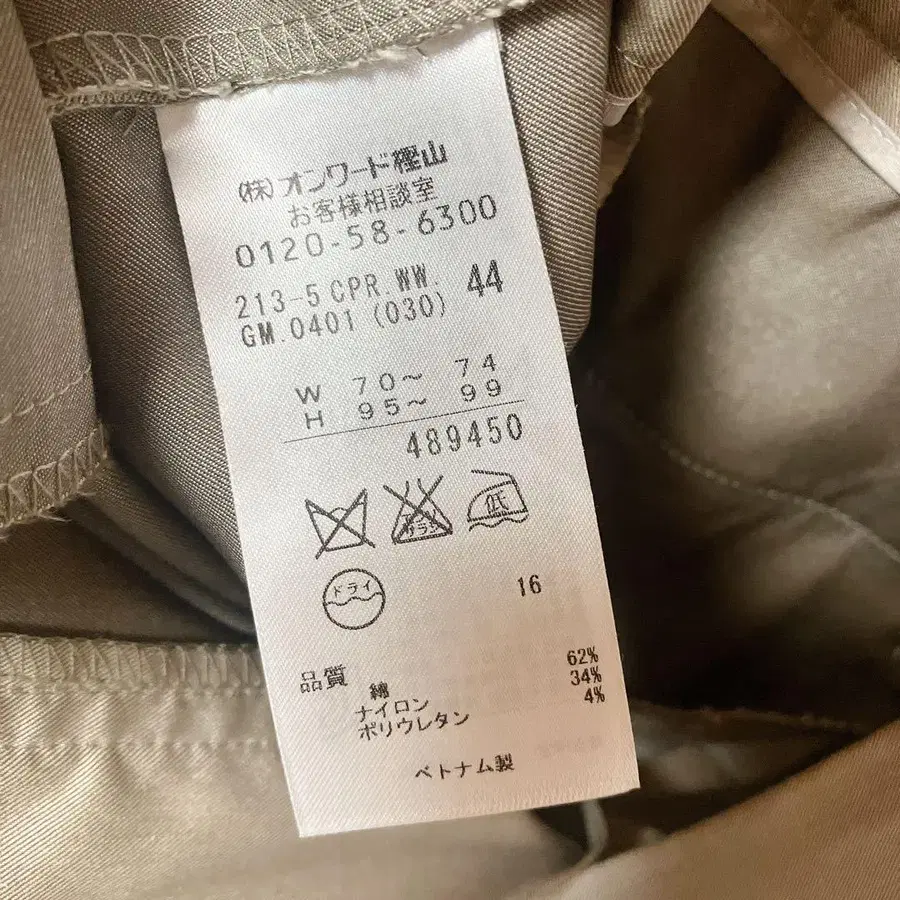 (株)オンワード樫山
お客様相談室
0120-58-6300
213-5 CPR.WW. 44
GM.0401 (030)
W 70～ 74
H 95～ 99
489450
低
ドライ
16
品質
綿 62%
ナイロン 34%
ポリウレタン 4%
ベトナム製